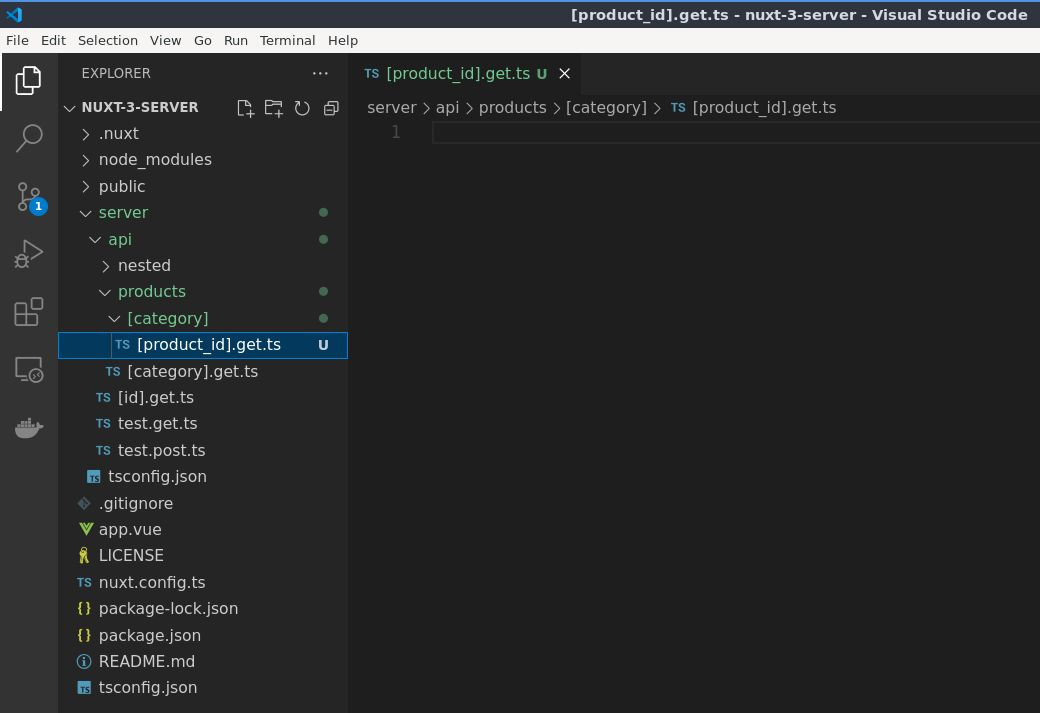 [product_id].get.ts - nuxt-3-server - Visual Studio Code
File Edit Selection View Go Run Terminal Help
EXPLORER
NUXT-3-SERVER
.nuxt
node_modules
public
server
api
nested
products
[category]
TS [product_id].get.ts U
TS [category].get.ts
TS [id].get.ts
TS test.get.ts
TS test.post.ts
TS tsconfig.json
.gitignore
app.vue
LICENSE
TS nuxt.config.ts
{} package-lock.json
{} package.json
README.md
TS tsconfig.json
1
TS [product_id].get.ts U
server > api > products > [category] > TS [product_id].get.ts
1